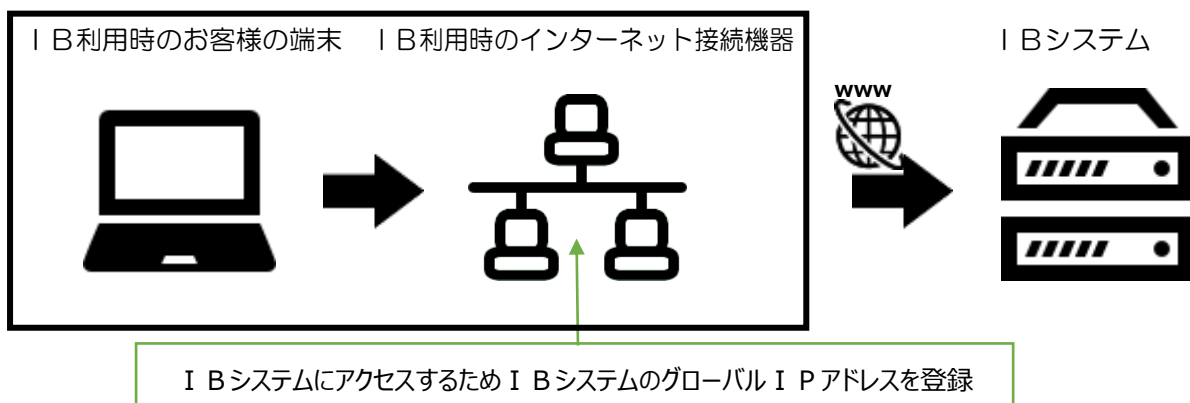 ＩＢ利用時のお客様の端末　ＩＢ利用時のインターネット接続機器
ＩＢシステム
www
ＩＢシステムにアクセスするためＩＢシステムのグローバルＩＰアドレスを登録